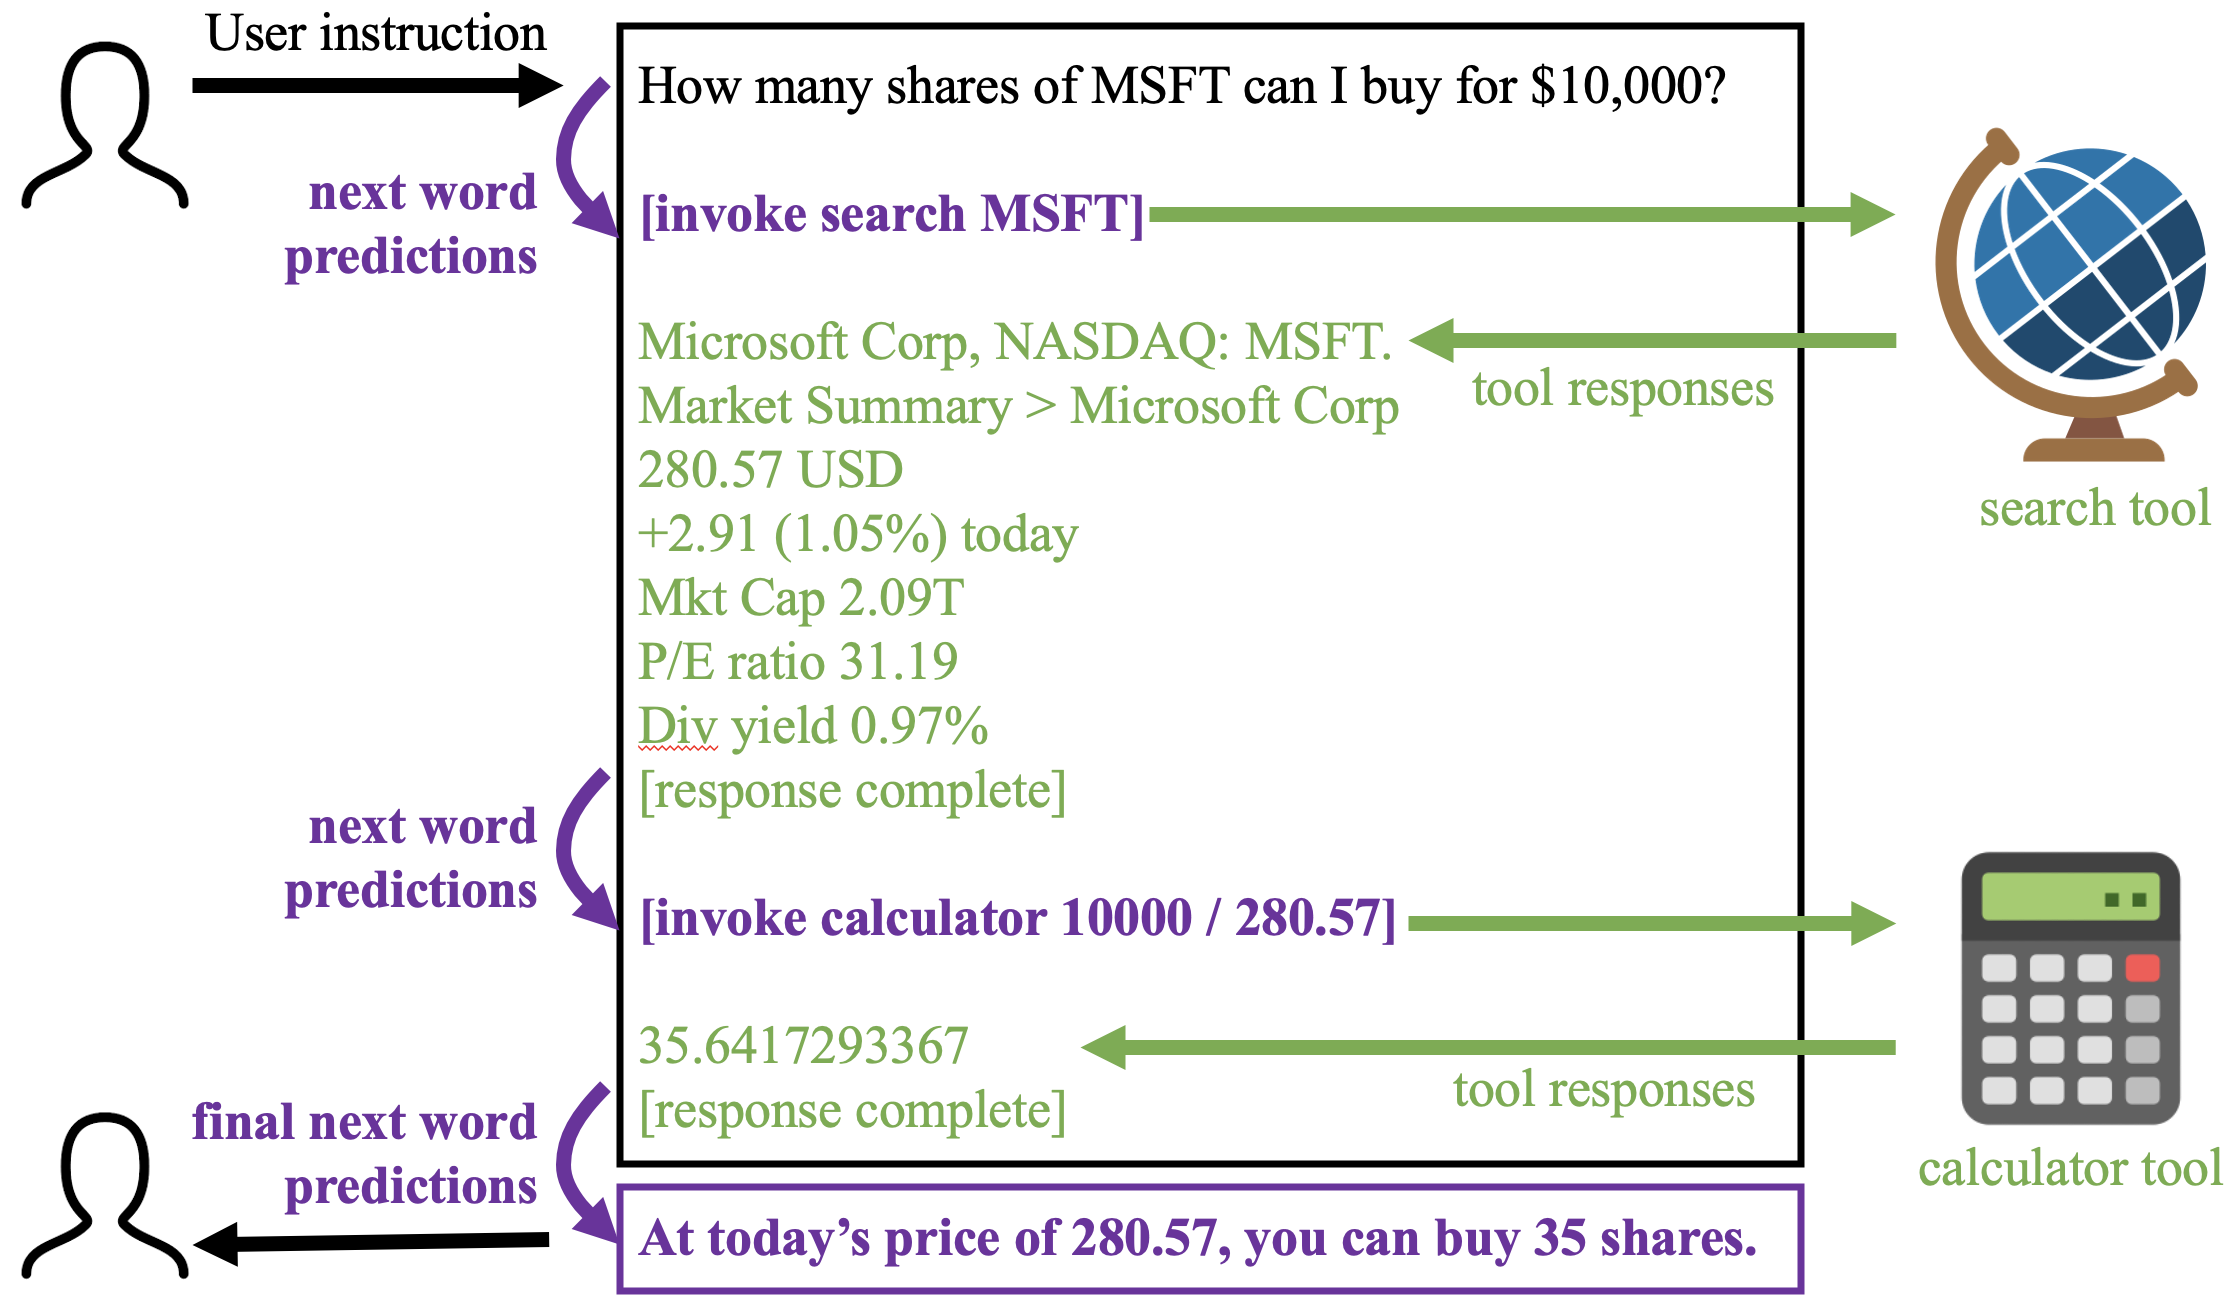 User instruction
How many shares of MSFT can I buy for $10,000?
next word
predictions
[invoke search MSFT]
Microsoft Corp, NASDAQ: MSFT.
tool responses
Market Summary > Microsoft Corp
280.57 USD
search tool
+2.91 (1.05%) today
Mkt Cap 2.09T
P/E ratio 31.19
Div yield 0.97%
[response complete]
next word
predictions
[invoke calculator 10000 / 280.57]
35.6417293367
tool responses
[response complete]
calculator tool
final next word
predictions
At today’s price of 280.57, you can buy 35 shares.